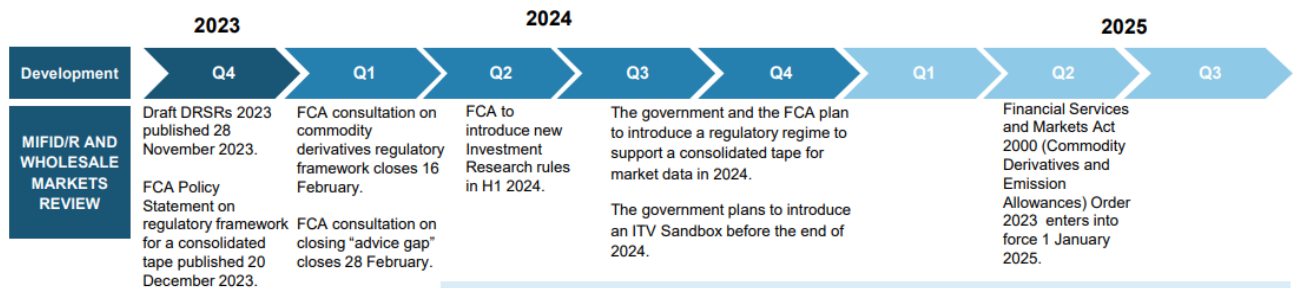 2023
2024
2025
Development
Q4
Q1
Q2
Q3
Q4
Q1
Q2
Q3
MIFID/R AND
WHOLESALE
MARKETS
REVIEW
Draft DRSRs 2023
published 28
November 2023.
FCA Policy
Statement on
regulatory framework
for a consolidated
tape published 20
December 2023.
FCA consultation on
commodity
derivatives regulatory
framework closes 16
February.
FCA consultation on
closing “advice gap”
closes 28 February.
FCA to
introduce new
Investment
Research rules
in H1 2024.
The government and the FCA plan
to introduce a regulatory regime to
support a consolidated tape for
market data in 2024.
The government plans to introduce
an ITV Sandbox before the end of
2024.
Financial Services
and Markets Act
2000 (Commodity
Derivatives and
Emission
Allowances) Order
2023 enters into
force 1 January
2025.